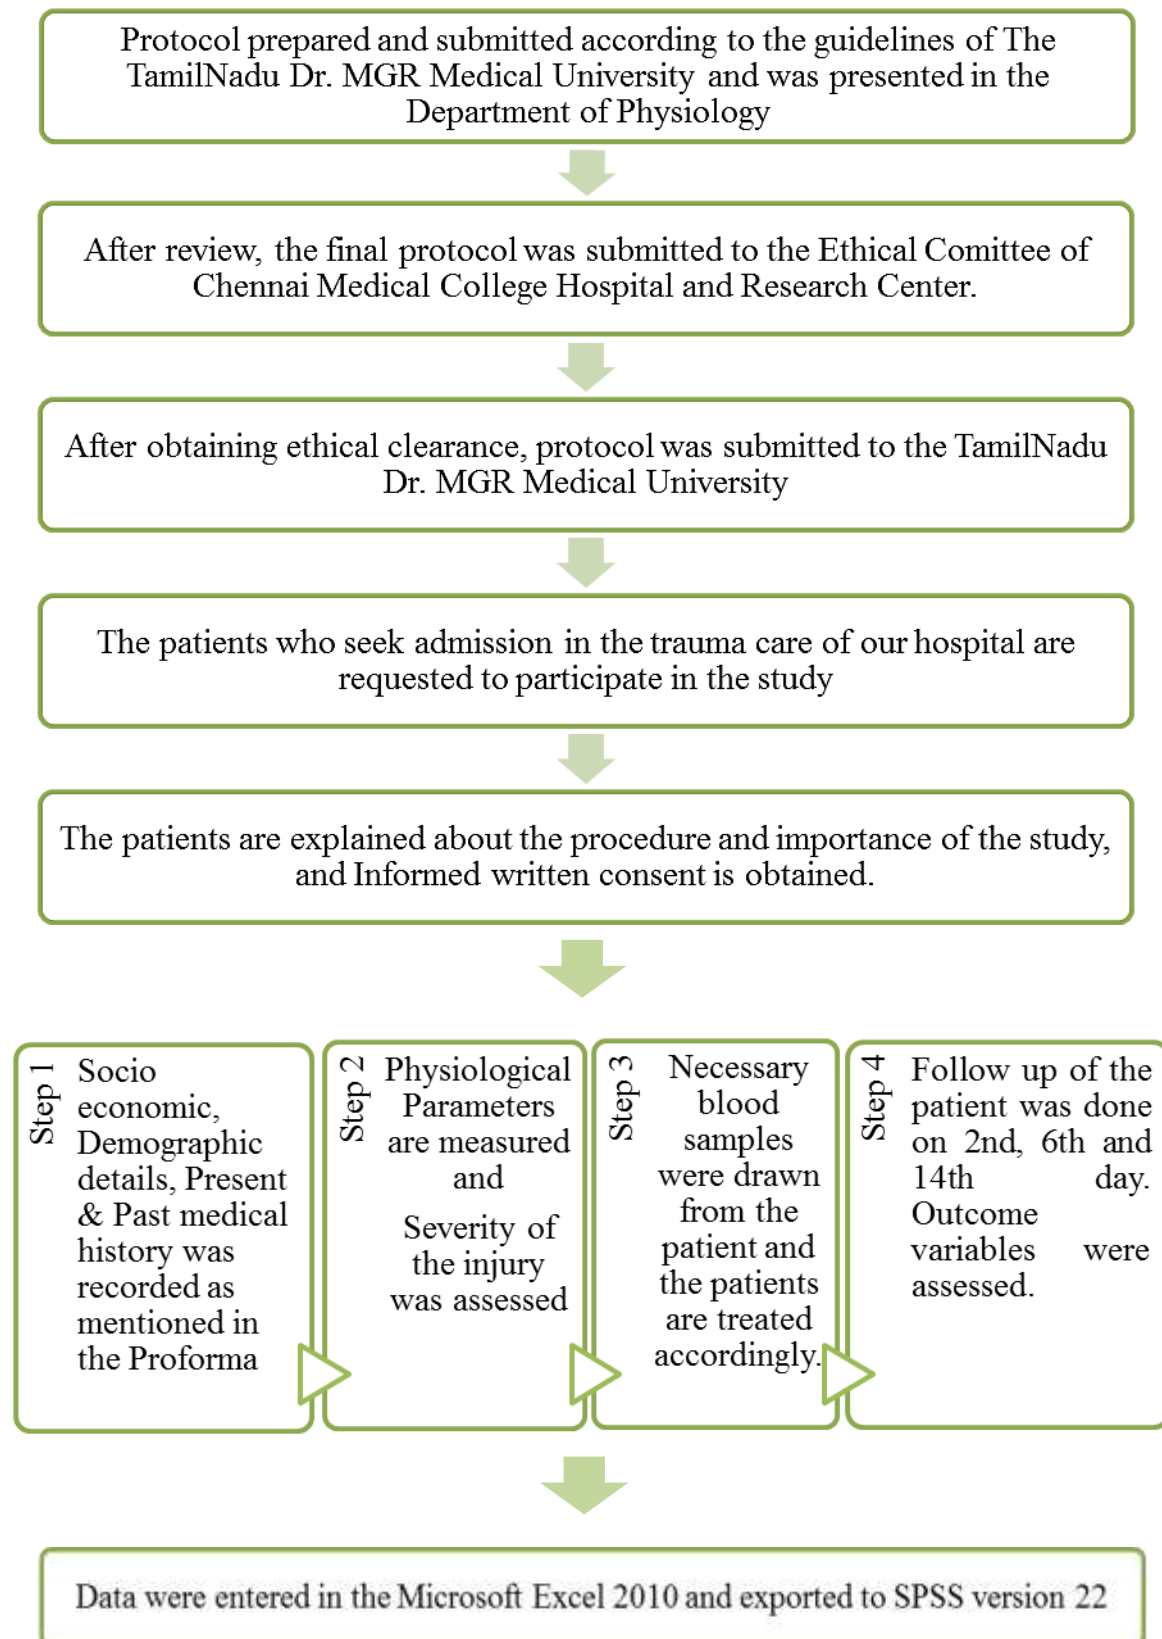 Protocol prepared and submitted according to the guidelines of The
TamilNadu Dr. MGR Medical University and was presented in the
Department of Physiology
After review, the final protocol was submitted to the Ethical Comittee of
Chennai Medical College Hospital and Research Center.
After obtaining ethical clearance, protocol was submitted to the TamilNadu
Dr. MGR Medical University
The patients who seek admission in the trauma care of our hospital are
requested to participate in the study
The patients are explained about the procedure and importance of the study,
and Informed written consent is obtained.
Step 1
Socio
economic,
Demographic
details, Present
& Past medical
history was
recorded as
mentioned in
the Proforma
Step 2
Physiological
Parameters
are measured
and
Severity of
the injury
was assessed
Step 3
Necessary
blood
samples
were drawn
from the
patient and
the patients
are treated
accordingly.
Step 4
Follow up of the
patient was done
on 2nd, 6th and
14th day.
Outcome
variables were
assessed.
Data were entered in the Microsoft Excel 2010 and exported to SPSS version 22